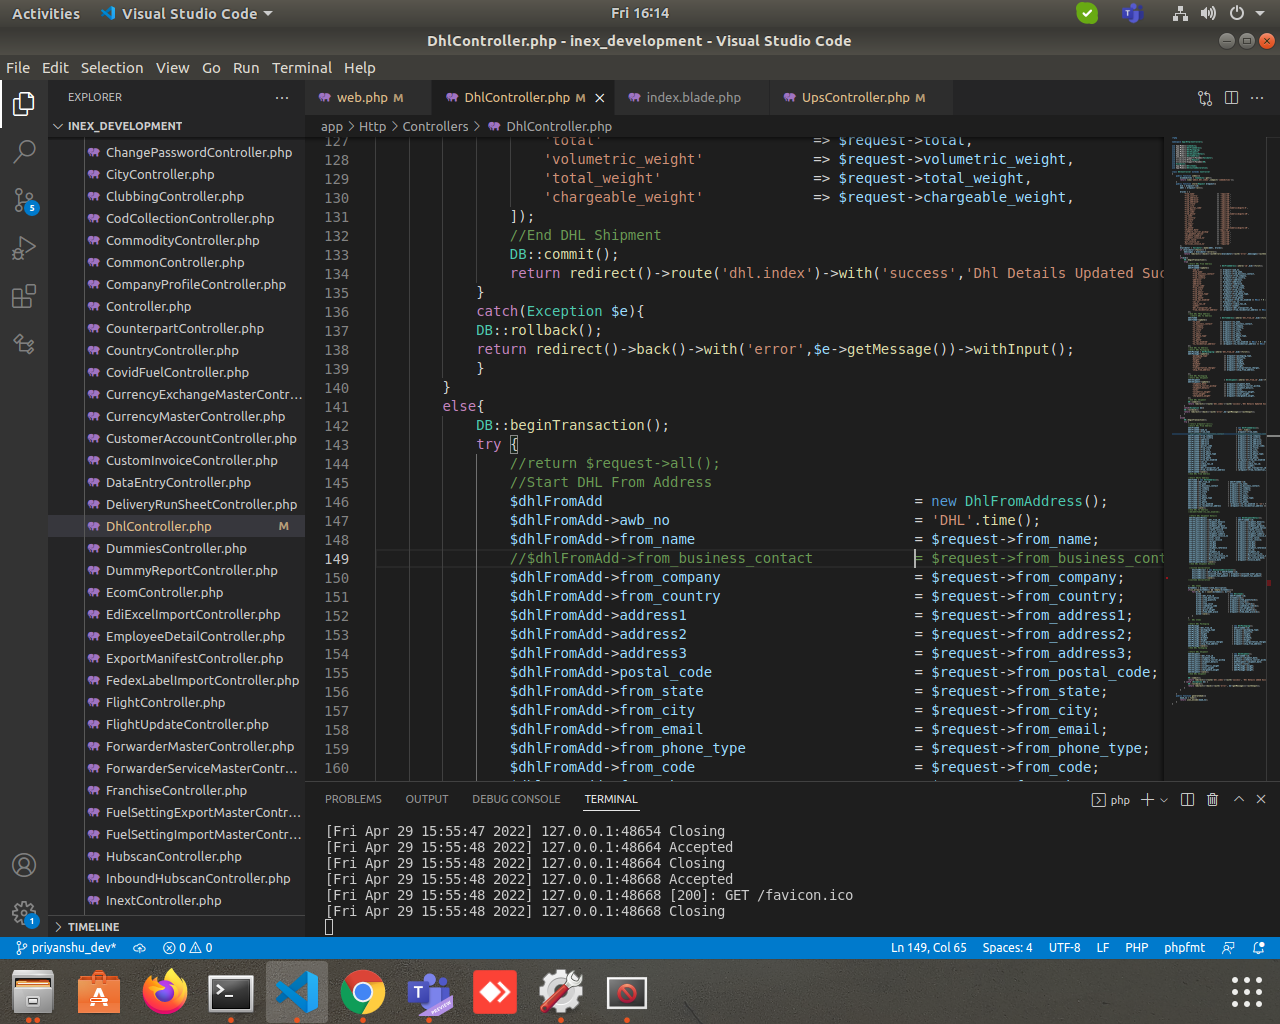 Activities
Visual Studio Code
Fri 16:14
DhlController.php - inex_development - Visual Studio Code
File Edit Selection View Go Run Terminal Help
EXPLORER
INEX_DEVELOPMENT
ChangePasswordController.php
CityController.php
ClubbingController.php
CodCollectionController.php
CommodityController.php
CommonController.php
CompanyProfileController.php
Controller.php
CounterpartController.php
CountryController.php
CovidFuelController.php
CurrencyExchangeMasterContr...
CurrencyMasterController.php
CustomerAccountController.php
CustomInvoiceController.php
DataEntryController.php
DeliveryRunSheetController.php
DhlController.php M
DummiesController.php
DummyReportController.php
EcomController.php
EdiExcelImportController.php
EmployeeDetailController.php
ExportManifestController.php
FedexLabelImportController.php
FlightController.php
FlightUpdateController.php
ForwarderMasterController.php
ForwarderServiceMasterContr...
FranchiseController.php
FuelSettingExportMasterContr...
FuelSettingImportMasterContr...
HubscanController.php
InboundHubscanController.php
InextController.php
TIMELINE
5
1
web.php M
DhlController.php M
index.blade.php
UpsController.php M
app > Http > Controllers > DhlController.php
127 'total' => $request->total,
128 'volumetric_weight' => $request->volumetric_weight,
129 'total_weight' => $request->total_weight,
130 'chargeable_weight' => $request->chargeable_weight,
131 ]);
132 //End DHL Shipment
133 DB::commit();
134 return redirect()->route('dhl.index')->with('success','Dhl Details Updated Suc
135 }
136 catch(Exception $e){
137 DB::rollback();
138 return redirect()->back()->with('error',$e->getMessage())->withInput();
139 }
140 }
141 else{
142 DB::beginTransaction();
143 try {
144 //return $request->all();
145 //Start DHL From Address
146 $dhlFromAdd = new DhlFromAddress();
147 $dhlFromAdd->awb_no = 'DHL'.time();
148 $dhlFromAdd->from_name = $request->from_name;
149 //$dhlFromAdd->from_business_contact = $request->from_business_cont
150 $dhlFromAdd->from_company = $request->from_company;
151 $dhlFromAdd->from_country = $request->from_country;
152 $dhlFromAdd->address1 = $request->from_address1;
153 $dhlFromAdd->address2 = $request->from_address2;
154 $dhlFromAdd->address3 = $request->from_address3;
155 $dhlFromAdd->postal_code = $request->from_postal_code;
156 $dhlFromAdd->from_state = $request->from_state;
157 $dhlFromAdd->from_city = $request->from_city;
158 $dhlFromAdd->from_email = $request->from_email;
159 $dhlFromAdd->from_phone_type = $request->from_phone_type;
160 $dhlFromAdd->from_code = $request->from_code;
PROBLEMS OUTPUT DEBUG CONSOLE TERMINAL
php
[Fri Apr 29 15:55:47 2022] 127.0.0.1:48654 Closing
[Fri Apr 29 15:55:48 2022] 127.0.0.1:48664 Accepted
[Fri Apr 29 15:55:48 2022] 127.0.0.1:48664 Closing
[Fri Apr 29 15:55:48 2022] 127.0.0.1:48668 Accepted
[Fri Apr 29 15:55:48 2022] 127.0.0.1:48668 [200]: GET /favicon.ico
[Fri Apr 29 15:55:48 2022] 127.0.0.1:48668 Closing
priyanshu_dev* 0 0
Ln 149, Col 65 Spaces: 4 UTF-8 LF PHP phpfmt
PREVIEW